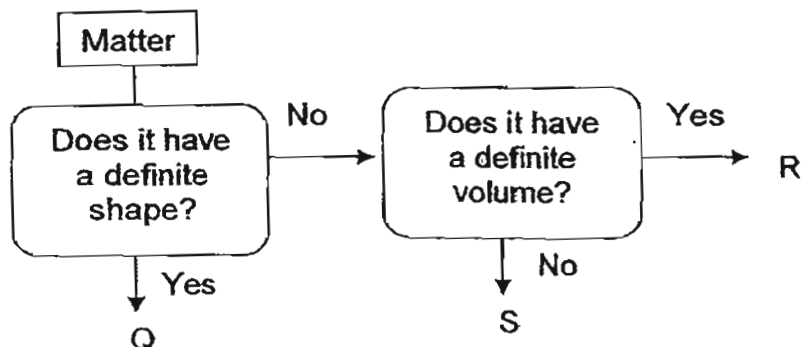 Matter
Does it have
a definite
shape?
No
Does it have
a definite
volume?
Yes
R
Yes
Q
No
S